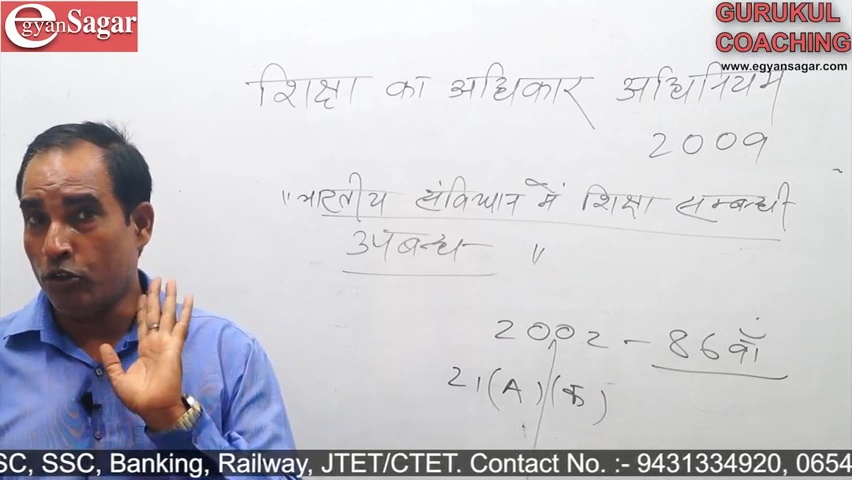 egyanSagar
GURUKUL
COACHING
www.egyansagar.com
शिक्षा का अधिकार अधिनियम
2009
"भारतीय संविधान में शिक्षा सम्बन्धी
उपबन्ध"
2002 - 86वाँ
21(A)(क)
SC, SSC, Banking, Railway, JTET/CTET. Contact No. :- 9431334920, 0654